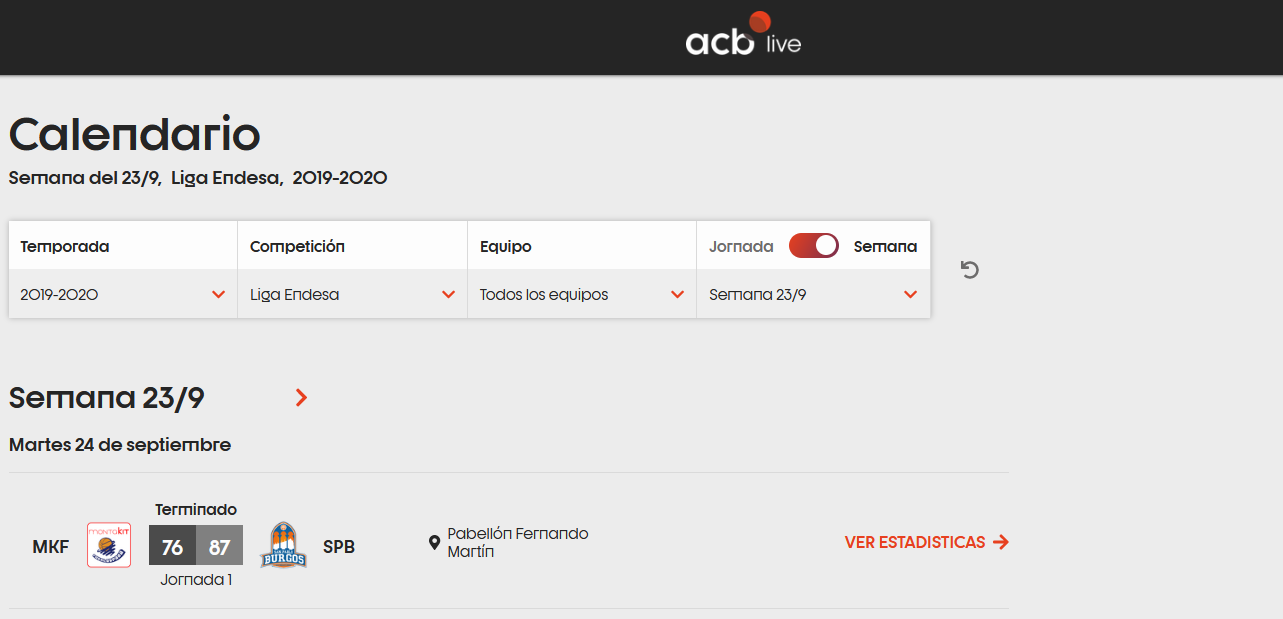 acb live
Calendario
Semana del 23/9, Liga Endesa, 2019-2020
Temporada
Competición
Equipo
Jornada
Semana
2019-2020
Liga Endesa
Todos los equipos
Semana 23/9
Semana 23/9
Martes 24 de septiembre
Terminado
MKF
76
87
BURGOS
SPB
Jornada 1
Pabellón Fernando
Martín
VER ESTADISTICAS